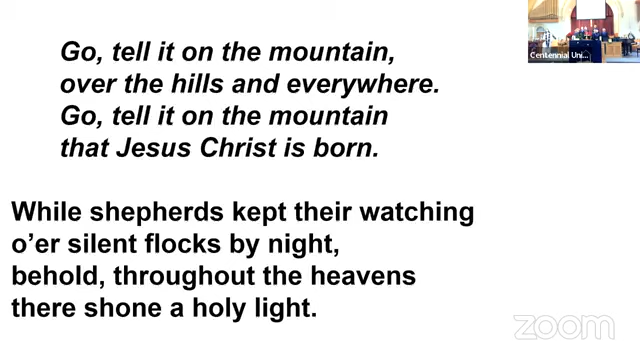 Go, tell it on the mountain,
over the hills and everywhere.
Go, tell it on the mountain
that Jesus Christ is born.
While shepherds kept their watching
o'er silent flocks by night,
behold, throughout the heavens
there shone a holy light.
Centennial Uni...
zoom